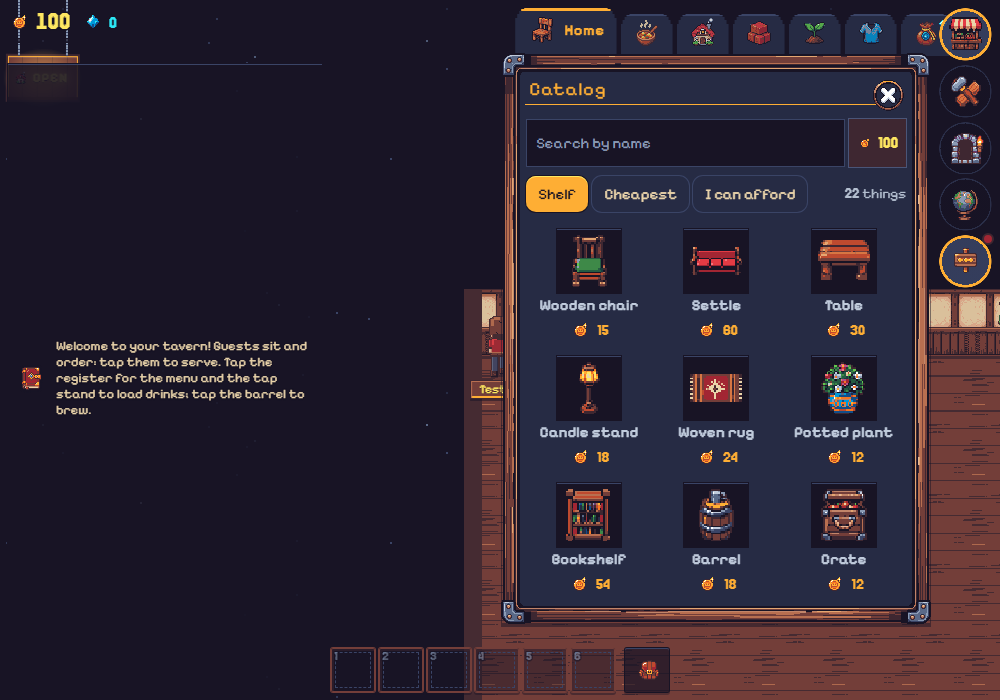 100 0
OPEN
Home
Catalog
Search by name
100
Shelf Cheapest I can afford 22 things
Wooden chair Settle Table
15 80 30
Candle stand Woven rug Potted plant
18 24 12
Bookshelf Barrel Crate
54 18 12
Welcome to your tavern! Guests sit and
order: tap them to serve. Tap the
register for the menu and the tap
stand to load drinks; tap the barrel to
brew.
Test
1 2 3 4 5 6